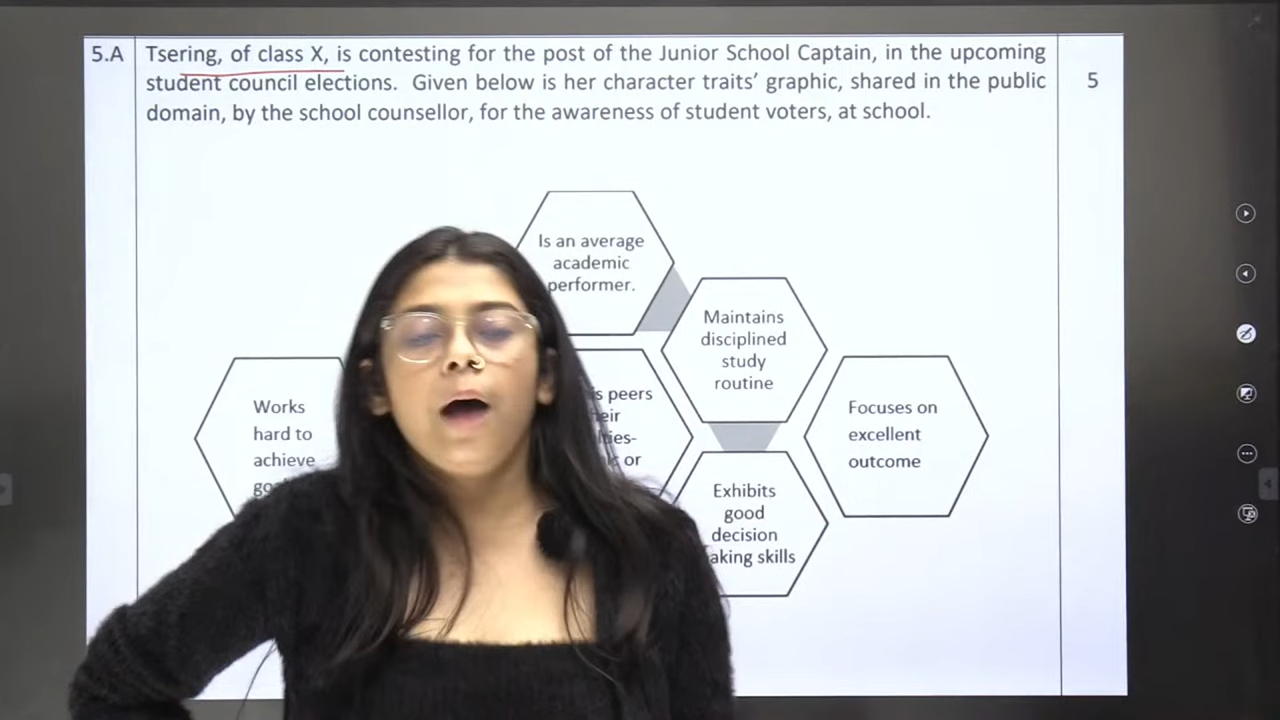 5.A
Tsering, of class X, is contesting for the post of the Junior School Captain, in the upcoming
student council elections. Given below is her character traits’ graphic, shared in the public
domain, by the school counsellor, for the awareness of student voters, at school.
5
Is an average
academic
performer.
Maintains
disciplined
study
routine
Works
hard to
achieve
peers
or
Focuses on
excellent
outcome
Exhibits
good
decision
skills